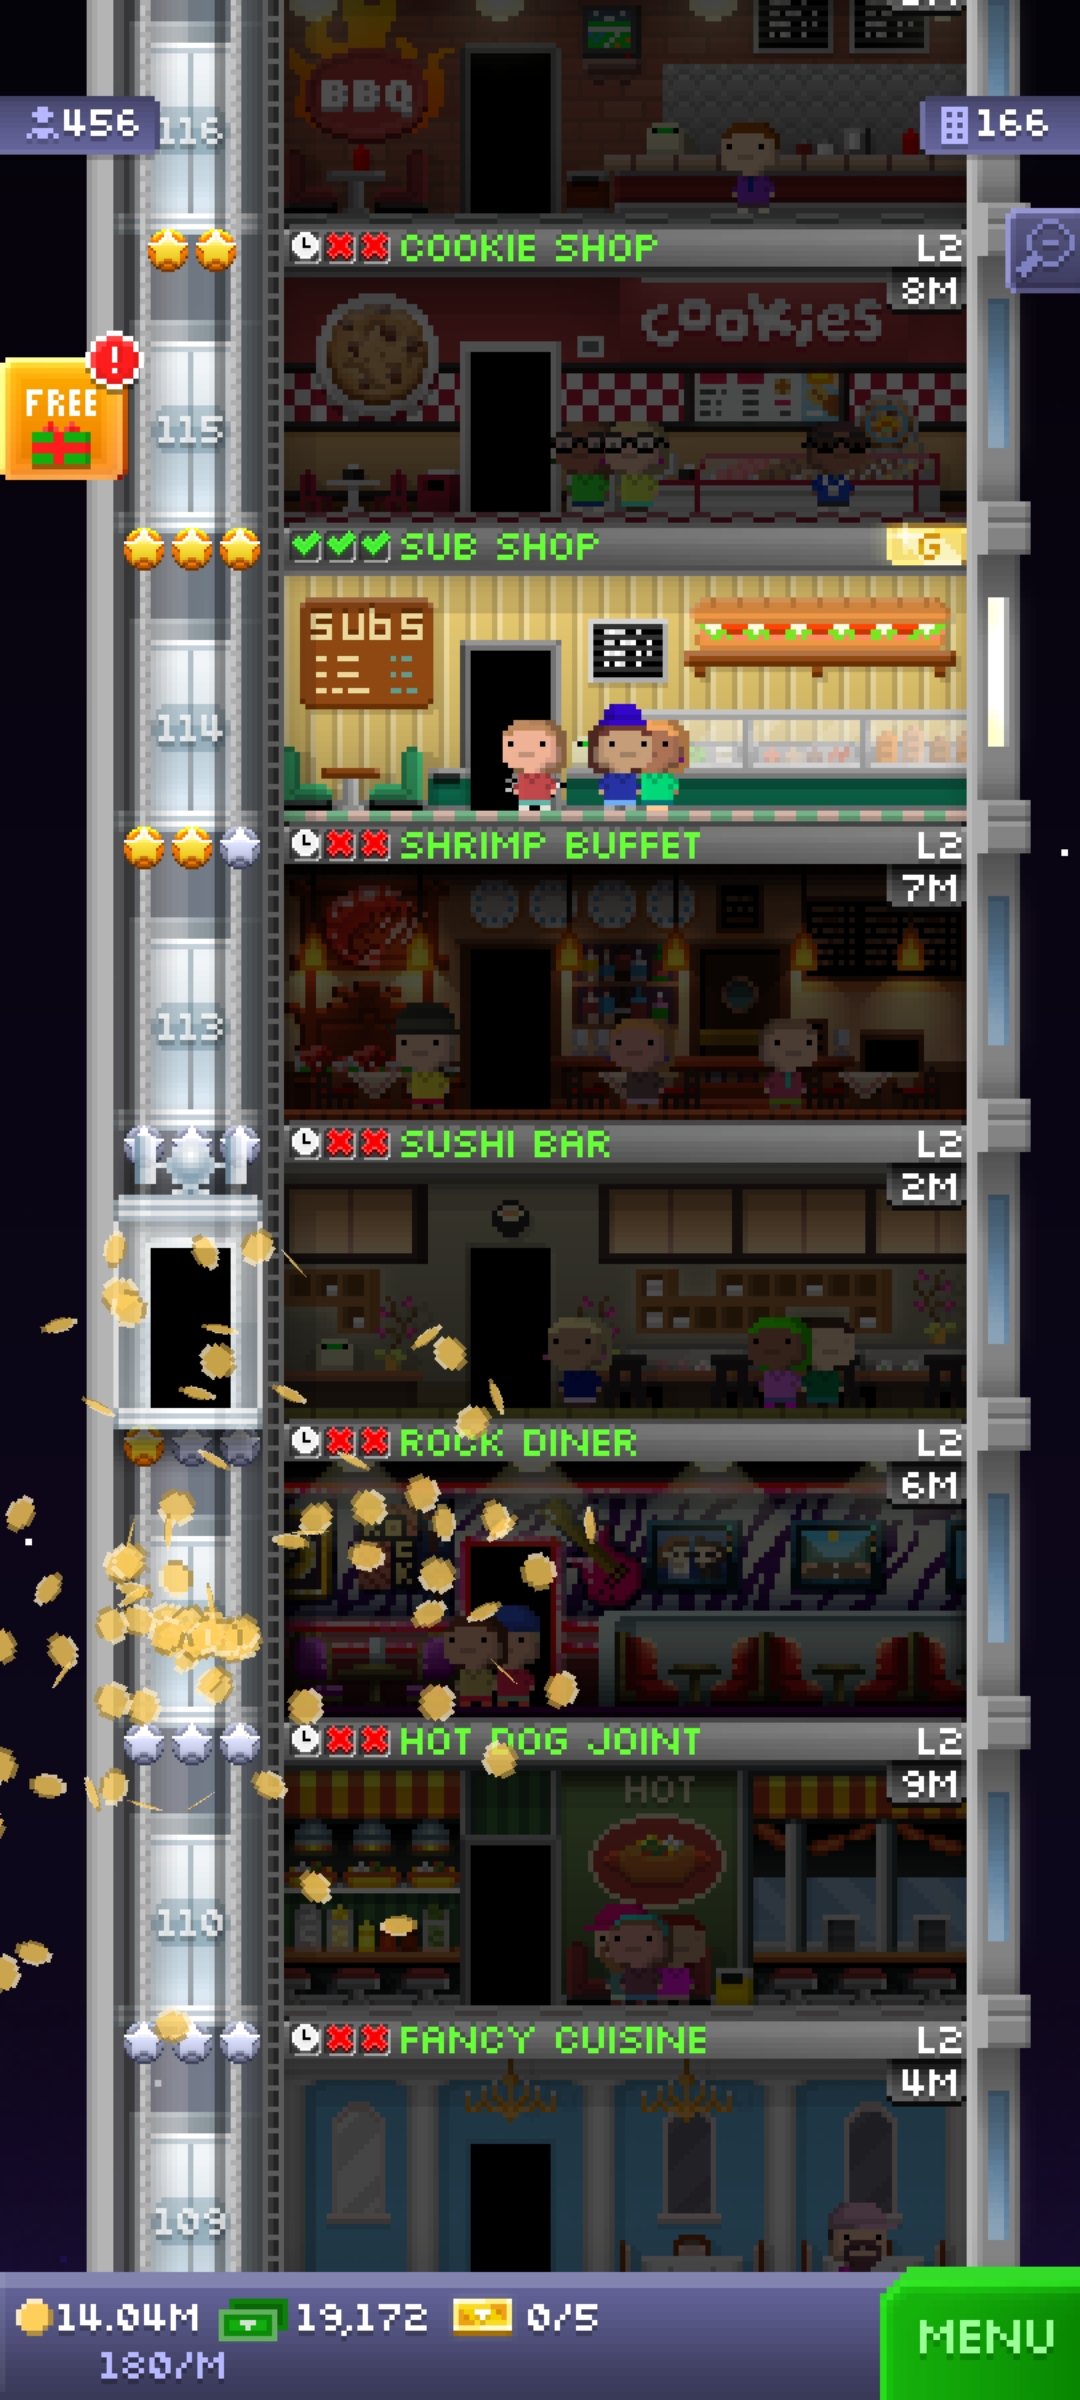 BBQ
456
116
166
COOKIE SHOP
L2
8M
cookies
FREE
!
115
SUB SHOP
G
subs
114
SHRIMP BUFFET
L2
7M
113
SUSHI BAR
L2
2M
ROCK DINER
L2
6M
HOT DOG JOINT
L2
9M
HOT
110
FANCY CUISINE
L2
4M
109
14.04M
19,172
0/5
180/M
MENU